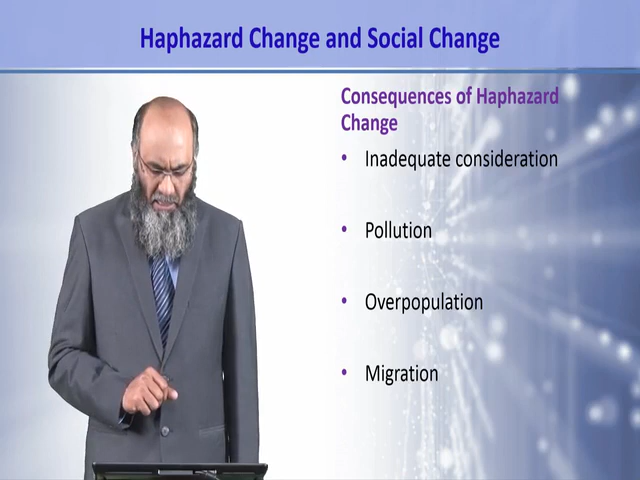 Haphazard Change and Social Change
Consequences of Haphazard
Change
• Inadequate consideration
• Pollution
• Overpopulation
• Migration